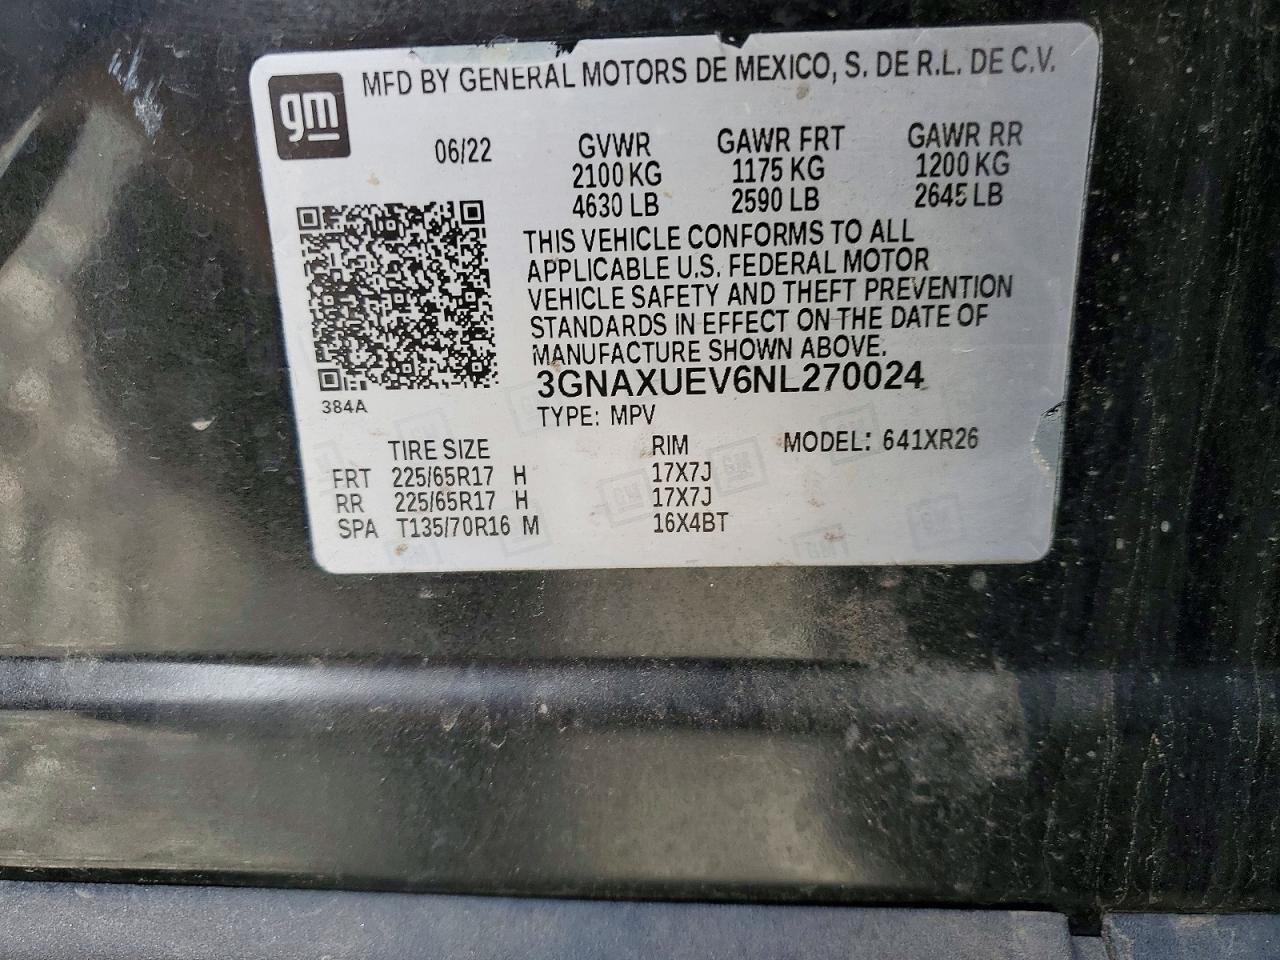 gm
MFD BY GENERAL MOTORS DE MEXICO, S. DE R.L. DE C.V.
06/22 GVWR GAWR FRT GAWR RR
2100 KG 1175 KG 1200 KG
4630 LB 2590 LB 2645 LB
THIS VEHICLE CONFORMS TO ALL
APPLICABLE U.S. FEDERAL MOTOR
VEHICLE SAFETY AND THEFT PREVENTION
STANDARDS IN EFFECT ON THE DATE OF
MANUFACTURE SHOWN ABOVE.
3GNAXUEV6NL270024
384A
TYPE: MPV
TIRE SIZE RIM MODEL: 641XR26
FRT 225/65R17 H 17X7J
RR 225/65R17 H 17X7J
SPA T135/70R16 M 16X4BT